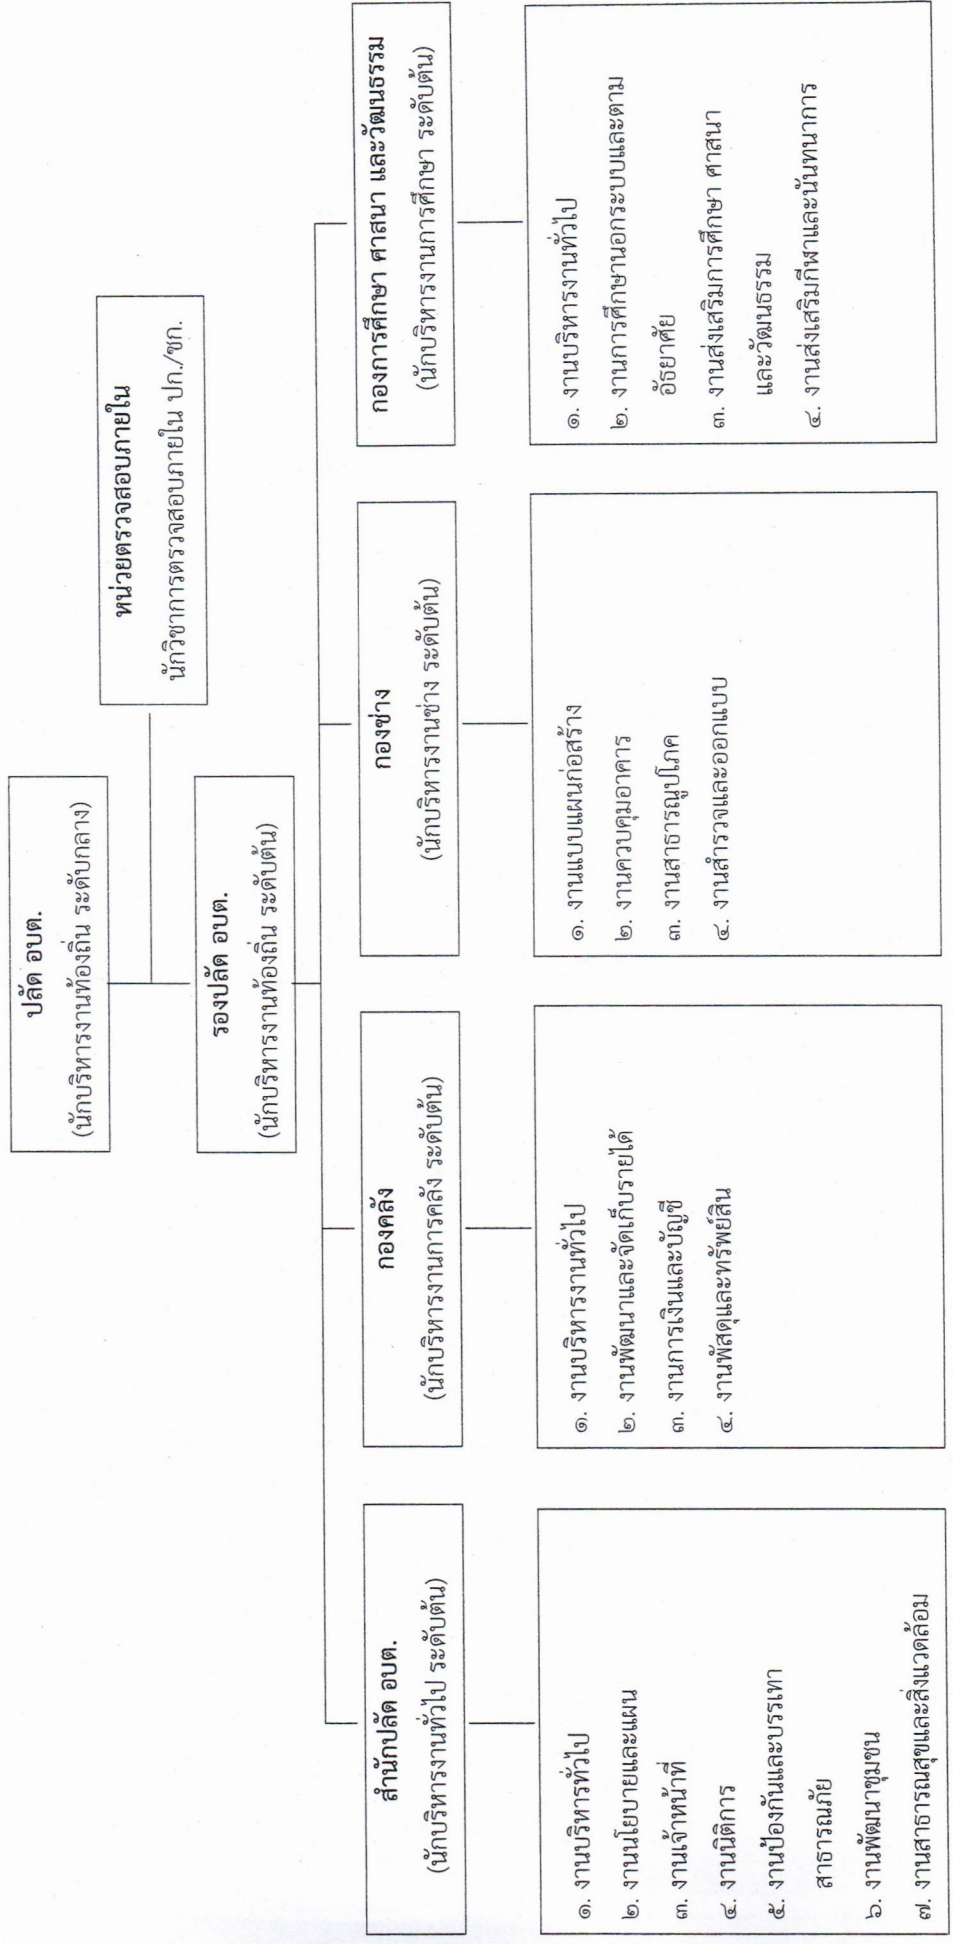 ปลัด อบต.
(นักบริหารงานท้องถิ่น ระดับกลาง)
หน่วยตรวจสอบภายใน
นักวิชาการตรวจสอบภายใน ปก./ชก.
รองปลัด อบต.
(นักบริหารงานท้องถิ่น ระดับต้น)
สำนักปลัด อบต.
(นักบริหารงานทั่วไป ระดับต้น)
๑. งานบริหารทั่วไป
๒. งานนโยบายและแผน
๓. งานเจ้าหน้าที่
๔. งานนิติการ
๕. งานป้องกันและบรรเทา
สาธารณภัย
๖. งานพัฒนาชุมชน
๗. งานสาธารณสุขและสิ่งแวดล้อม
กองคลัง
(นักบริหารงานการคลัง ระดับต้น)
๑. งานบริหารงานทั่วไป
๒. งานพัฒนาและจัดเก็บรายได้
๓. งานการเงินและบัญชี
๔. งานพัสดุและทรัพย์สิน
กองช่าง
(นักบริหารงานช่าง ระดับต้น)
๑. งานแบบแผนก่อสร้าง
๒. งานควบคุมอาคาร
๓. งานสาธารณูปโภค
๔. งานสำรวจและออกแบบ
กองการศึกษา ศาสนา และวัฒนธรรม
(นักบริหารงานการศึกษา ระดับต้น)
๑. งานบริหารงานทั่วไป
๒. งานการศึกษานอกระบบและตาม
อัธยาศัย
๓. งานส่งเสริมการศึกษา ศาสนา
และวัฒนธรรม
๔. งานส่งเสริมกีฬาและนันทนาการ